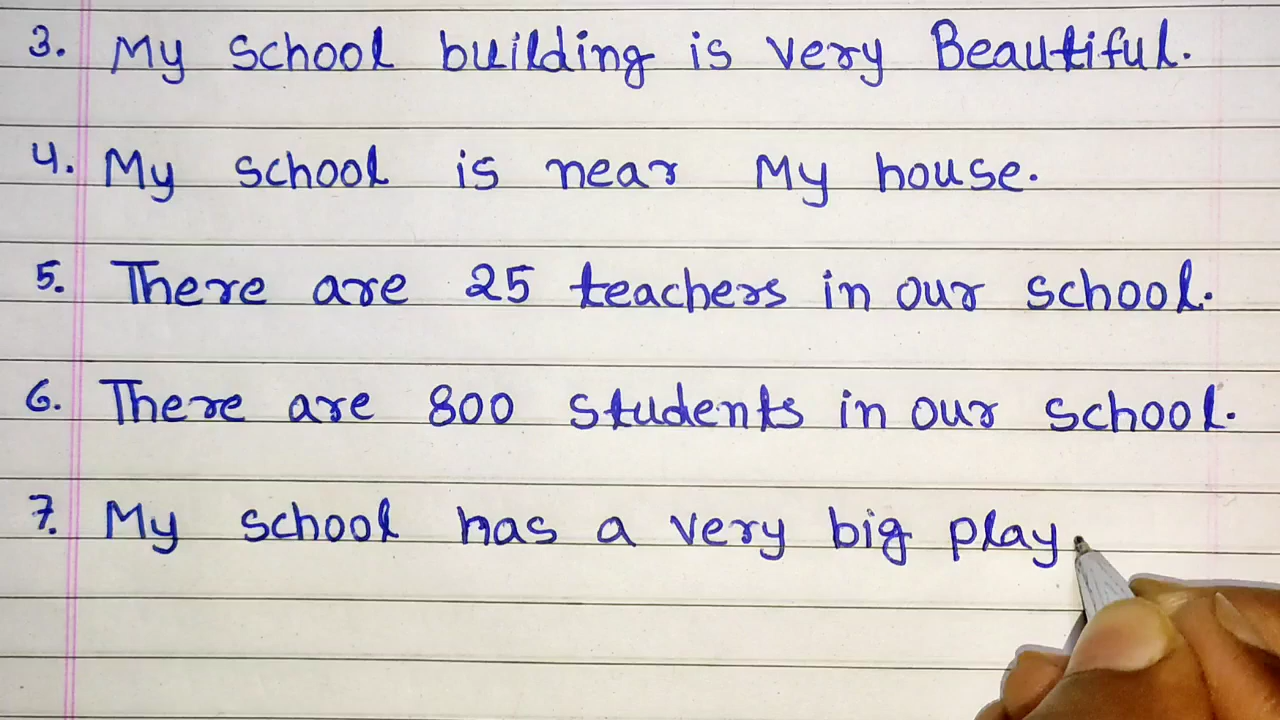 3. My school building is very Beautiful.
4. My school is near My house.
5. There are 25 teachers in our school.
6. There are 800 students in our school.
7. My school has a very big play